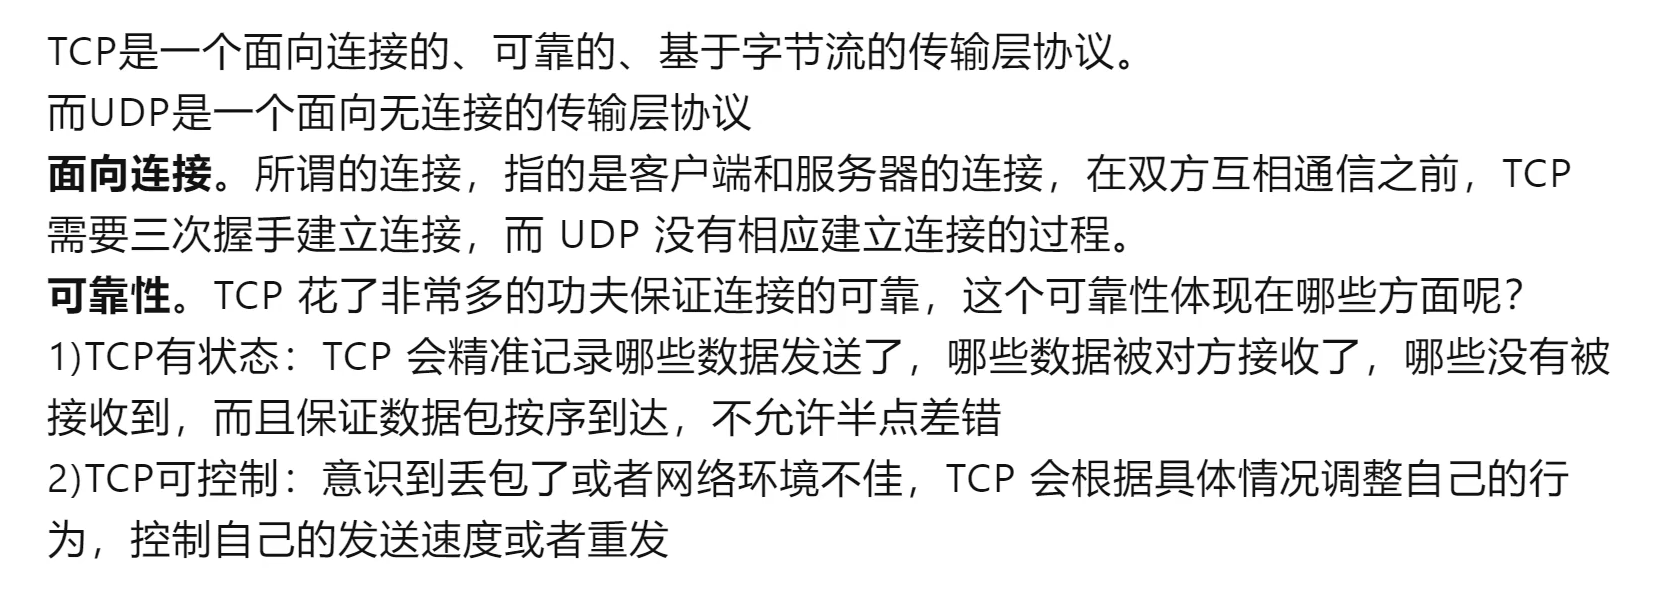 TCP是一个面向连接的、可靠的、基于字节流的传输层协议。
而UDP是一个面向无连接的传输层协议
面向连接。所谓的连接，指的是客户端和服务器的连接，在双方互相通信之前，TCP
需要三次握手建立连接，而 UDP 没有相应建立连接的过程。
可靠性。TCP 花了非常多的功夫保证连接的可靠，这个可靠性体现在哪些方面呢？
1)TCP有状态：TCP 会精准记录哪些数据发送了，哪些数据被对方接收了，哪些没有被
接收到，而且保证数据包按序到达，不允许半点差错
2)TCP可控制：意识到丢包了或者网络环境不佳，TCP 会根据具体情况调整自己的行
为，控制自己的发送速度或者重发